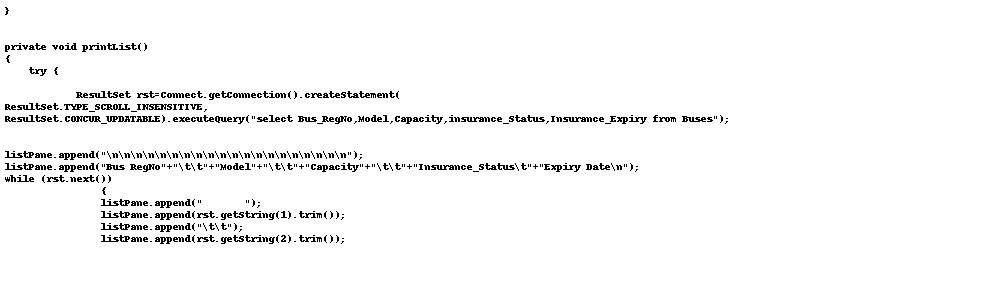 }
private void printList()
{
try {
ResultSet rst=Connect.getConnection().createStatement(
ResultSet.TYPE_SCROLL_INSENSITIVE,
ResultSet.CONCUR_UPDATABLE).executeQuery("select Bus_RegNo,Model,Capacity,insurance_Status,Insurance_Expiry from Buses");
listPane.append("\n\n\n\n\n\n\n\n\n\n\n\n\n\n\n\n\n\n\n\n");
listPane.append("Bus RegNo"+"\t\t"+"Model"+"\t\t"+"Capacity"+"\t\t"+"Insurance_Status\t"+"Expiry Date\n");
while (rst.next())
{
listPane.append("       ");
listPane.append(rst.getString(1).trim());
listPane.append("\t\t");
listPane.append(rst.getString(2).trim());